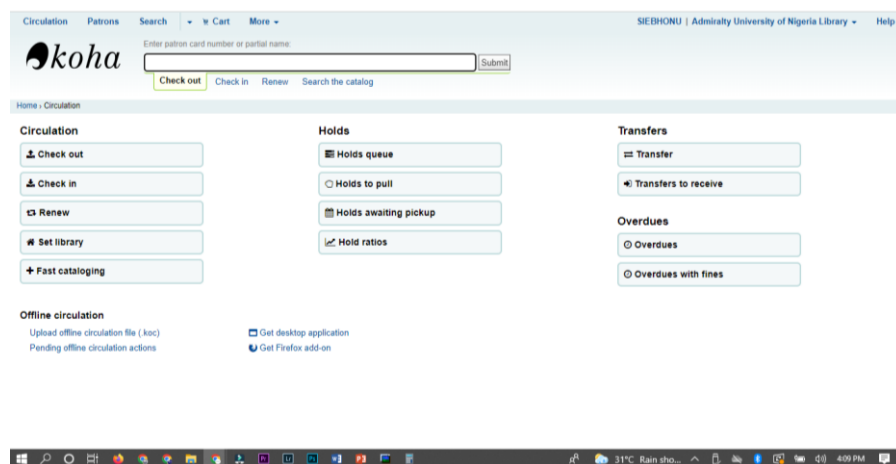 Circulation Patrons Search Cart More SIEBHONU | Admiralty University of Nigeria Library Help
koha
Enter patron card number or partial name:
Submit
Check out Check in Renew Search the catalog
Home › Circulation
Circulation
Check out
Check in
Renew
Set library
+ Fast cataloging
Holds
Holds queue
Holds to pull
Holds awaiting pickup
Hold ratios
Transfers
Transfer
Transfers to receive
Overdues
Overdues
Overdues with fines
Offline circulation
Upload offline circulation file (.koc) Get desktop application
Pending offline circulation actions Get Firefox add-on
31°C Rain sho... 4:09 PM